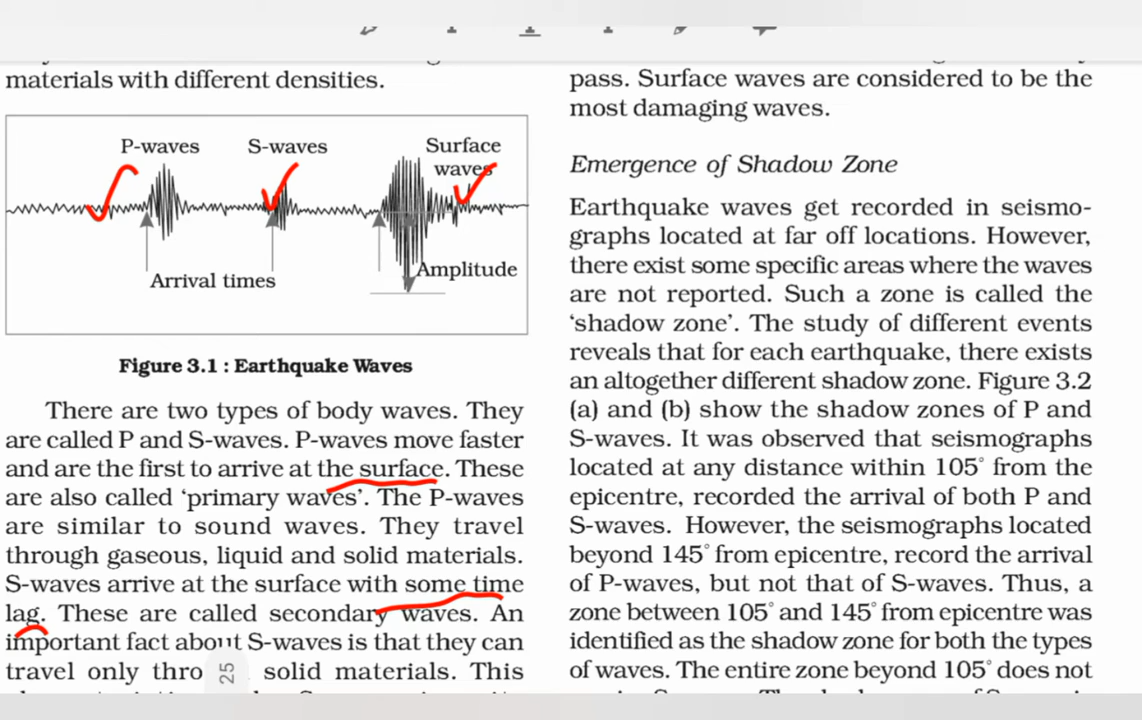 materials with different densities.
P-waves S-waves Surface
waves
Arrival times
Amplitude
Figure 3.1 : Earthquake Waves
There are two types of body waves. They
are called P and S-waves. P-waves move faster
and are the first to arrive at the surface. These
are also called ‘primary waves’. The P-waves
are similar to sound waves. They travel
through gaseous, liquid and solid materials.
S-waves arrive at the surface with some time
lag. These are called secondary waves. An
important fact about S-waves is that they can
travel only thro solid materials. This
25
pass. Surface waves are considered to be the
most damaging waves.
Emergence of Shadow Zone
Earthquake waves get recorded in seismo-
graphs located at far off locations. However,
there exist some specific areas where the waves
are not reported. Such a zone is called the
‘shadow zone’. The study of different events
reveals that for each earthquake, there exists
an altogether different shadow zone. Figure 3.2
(a) and (b) show the shadow zones of P and
S-waves. It was observed that seismographs
located at any distance within 105° from the
epicentre, recorded the arrival of both P and
S-waves. However, the seismographs located
beyond 145° from epicentre, record the arrival
of P-waves, but not that of S-waves. Thus, a
zone between 105° and 145° from epicentre was
identified as the shadow zone for both the types
of waves. The entire zone beyond 105° does not